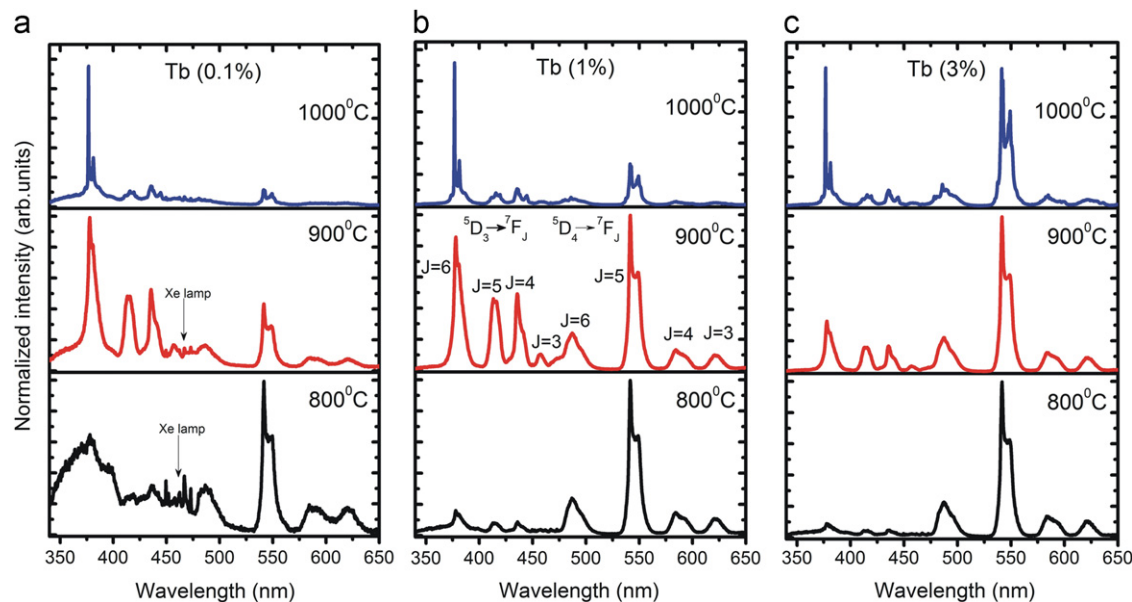 a
b
c
Normalized intensity (arb.units)
Tb (0.1%)
1000⁰C
900⁰C
Xe lamp
800⁰C
Xe lamp
350 400 450 500 550 600 650
Wavelength (nm)
Tb (1%)
1000⁰C
⁵D₃→⁷F_J ⁵D₄→⁷F_J
900⁰C
J=6
J=5
J=4
J=3
J=6
J=5
J=4
J=3
800⁰C
350 400 450 500 550 600 650
Wavelength (nm)
Tb (3%)
1000⁰C
900⁰C
800⁰C
350 400 450 500 550 600 650
Wavelength (nm)